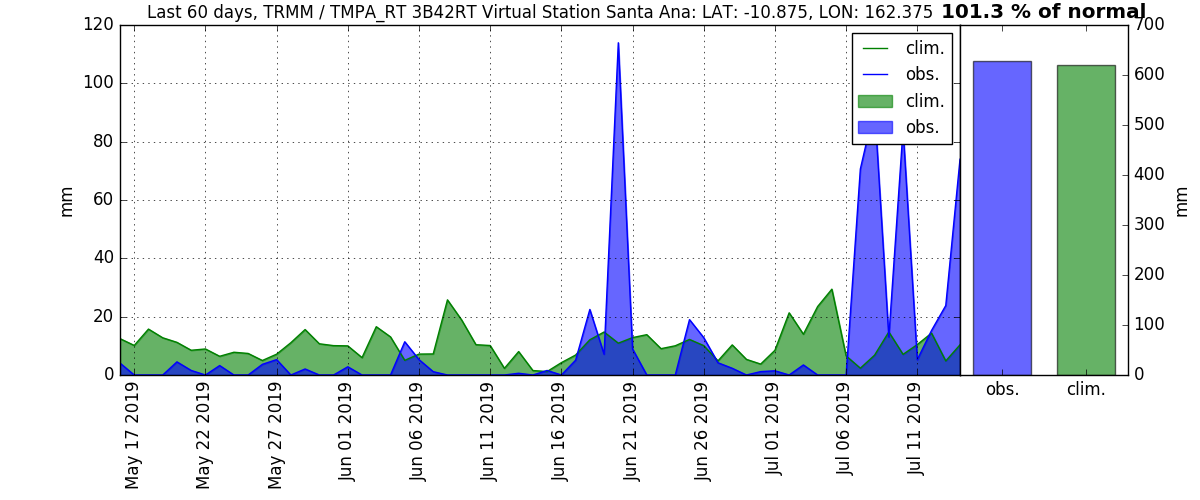 Last 60 days, TRMM / TMPA_RT 3B42RT Virtual Station Santa Ana: LAT: -10.875, LON: 162.375 101.3 % of normal
120
100
80
60
40
20
0
mm
clim.
obs.
clim.
obs.
700
600
500
400
300
200
100
0
mm
May 17 2019
May 22 2019
May 27 2019
Jun 01 2019
Jun 06 2019
Jun 11 2019
Jun 16 2019
Jun 21 2019
Jun 26 2019
Jul 01 2019
Jul 06 2019
Jul 11 2019
obs.
clim.